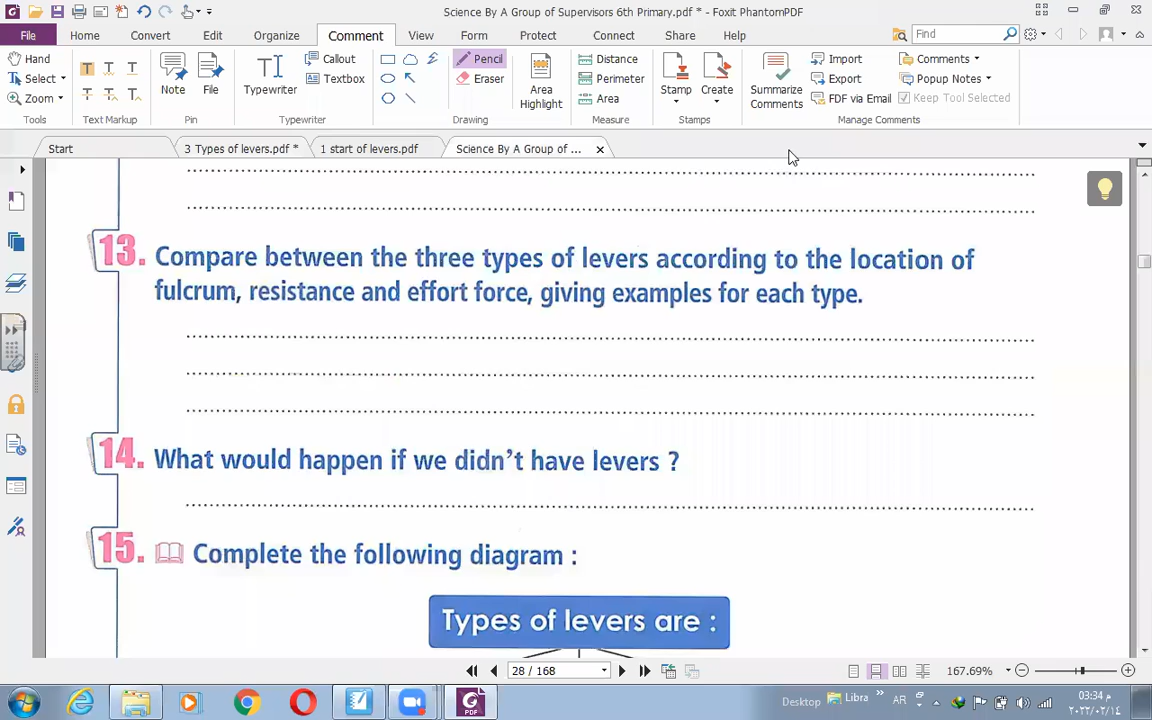 Science By A Group of Supervisors 6th Primary.pdf * - Foxit PhantomPDF
File Home Convert Edit Organize Comment View Form Protect Connect Share Help Find
Hand
Select
Zoom
Tools
Text Markup
Note
File
Pin
Typewriter
Callout
Textbox
Typewriter
Pencil
Eraser
Area
Highlight
Drawing
Distance
Perimeter
Area
Measure
Stamp
Create
Stamps
Summarize
Comments
Import
Export
FDF via Email
Comments
Popup Notes
Keep Tool Selected
Manage Comments
Start 3 Types of levers.pdf * 1 start of levers.pdf Science By A Group of ...
13. Compare between the three types of levers according to the location of
fulcrum, resistance and effort force, giving examples for each type.
14. What would happen if we didn't have levers ?
15. Complete the following diagram :
Types of levers are :
28 / 168 167.69%
Desktop Libra AR 03:34 م
٢٠٢٢/٠٢/١٤